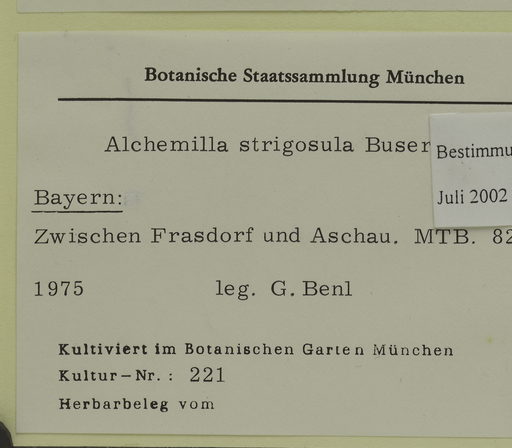 Botanische Staatssammlung München
Alchemilla strigosula Buser
Juli 2002
Bayern:
Zwischen Frasdorf und Aschau. MTB. 82
1975 leg. G. Benl
Kultiviert im Botanischen Garten München
Kultur-Nr.: 221
Herbarbeleg vom